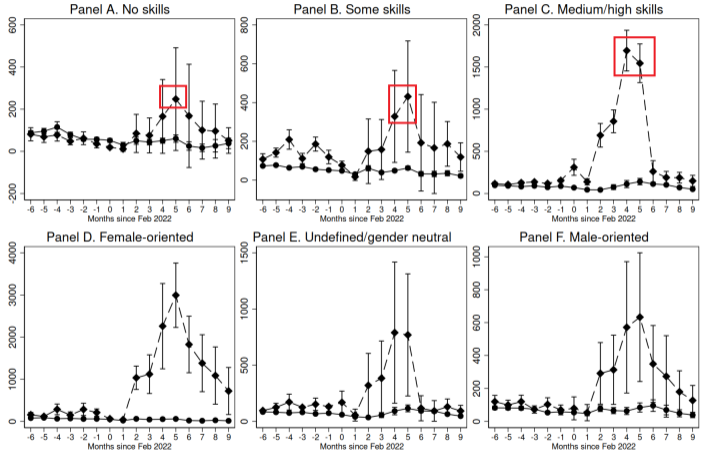 Panel A. No skills
600
400
200
0
-200
-6 -5 -4 -3 -2 -1 0 1 2 3 4 5 6 7 8 9
Months since Feb 2022
Panel B. Some skills
800
600
400
200
0
-6 -5 -4 -3 -2 -1 0 1 2 3 4 5 6 7 8 9
Months since Feb 2022
Panel C. Medium/high skills
2000
1500
1000
500
0
-6 -5 -4 -3 -2 -1 0 1 2 3 4 5 6 7 8 9
Months since Feb 2022
Panel D. Female-oriented
4000
3000
2000
1000
0
-6 -5 -4 -3 -2 -1 0 1 2 3 4 5 6 7 8 9
Months since Feb 2022
Panel E. Undefined/gender neutral
1500
1000
500
0
-6 -5 -4 -3 -2 -1 0 1 2 3 4 5 6 7 8 9
Months since Feb 2022
Panel F. Male-oriented
1000
800
600
400
200
0
-6 -5 -4 -3 -2 -1 0 1 2 3 4 5 6 7 8 9
Months since Feb 2022